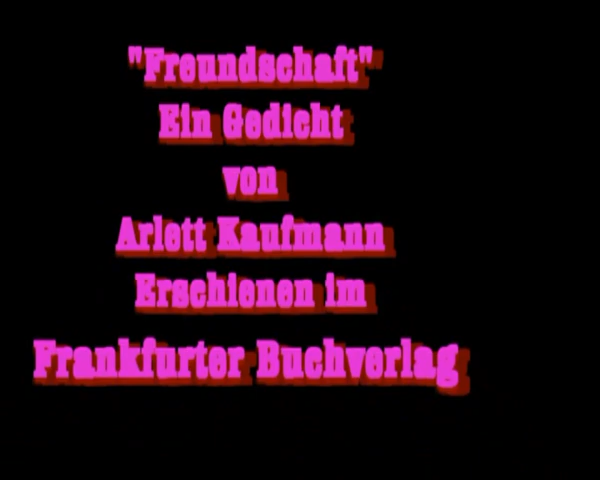 "Freundschaft"
Ein Gedicht
von
Arlett Kaufmann
Erschienen im
Frankfurter Buchverlag